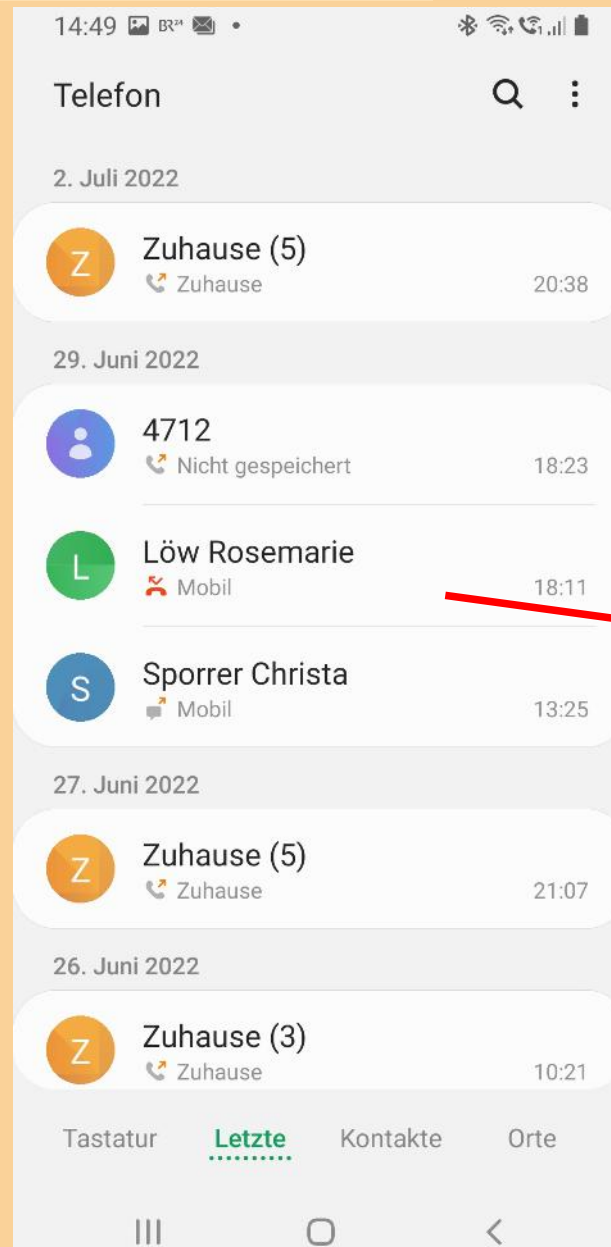 14:49 BR24
Telefon
2. Juli 2022
Z
Zuhause (5)
Zuhause 20:38
29. Juni 2022
4712
Nicht gespeichert 18:23
L
Löw Rosemarie
Mobil 18:11
S
Sporrer Christa
Mobil 13:25
27. Juni 2022
Z
Zuhause (5)
Zuhause 21:07
26. Juni 2022
Z
Zuhause (3)
Zuhause 10:21
Tastatur Letzte Kontakte Orte